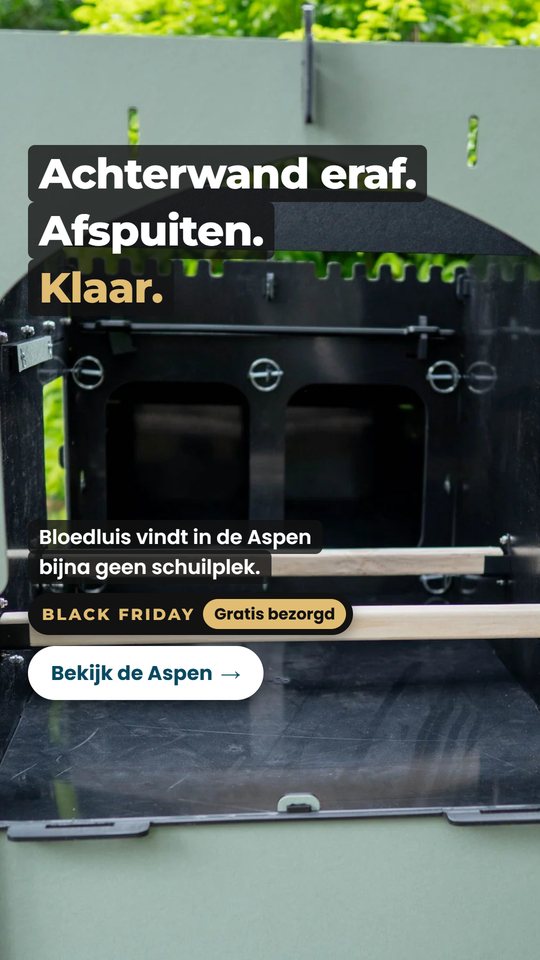 Achterwand eraf.
Afspuiten.
Klaar.
Bloedluis vindt in de Aspen
bijna geen schuilplek.
BLACK FRIDAY Gratis bezorgd
Bekijk de Aspen →